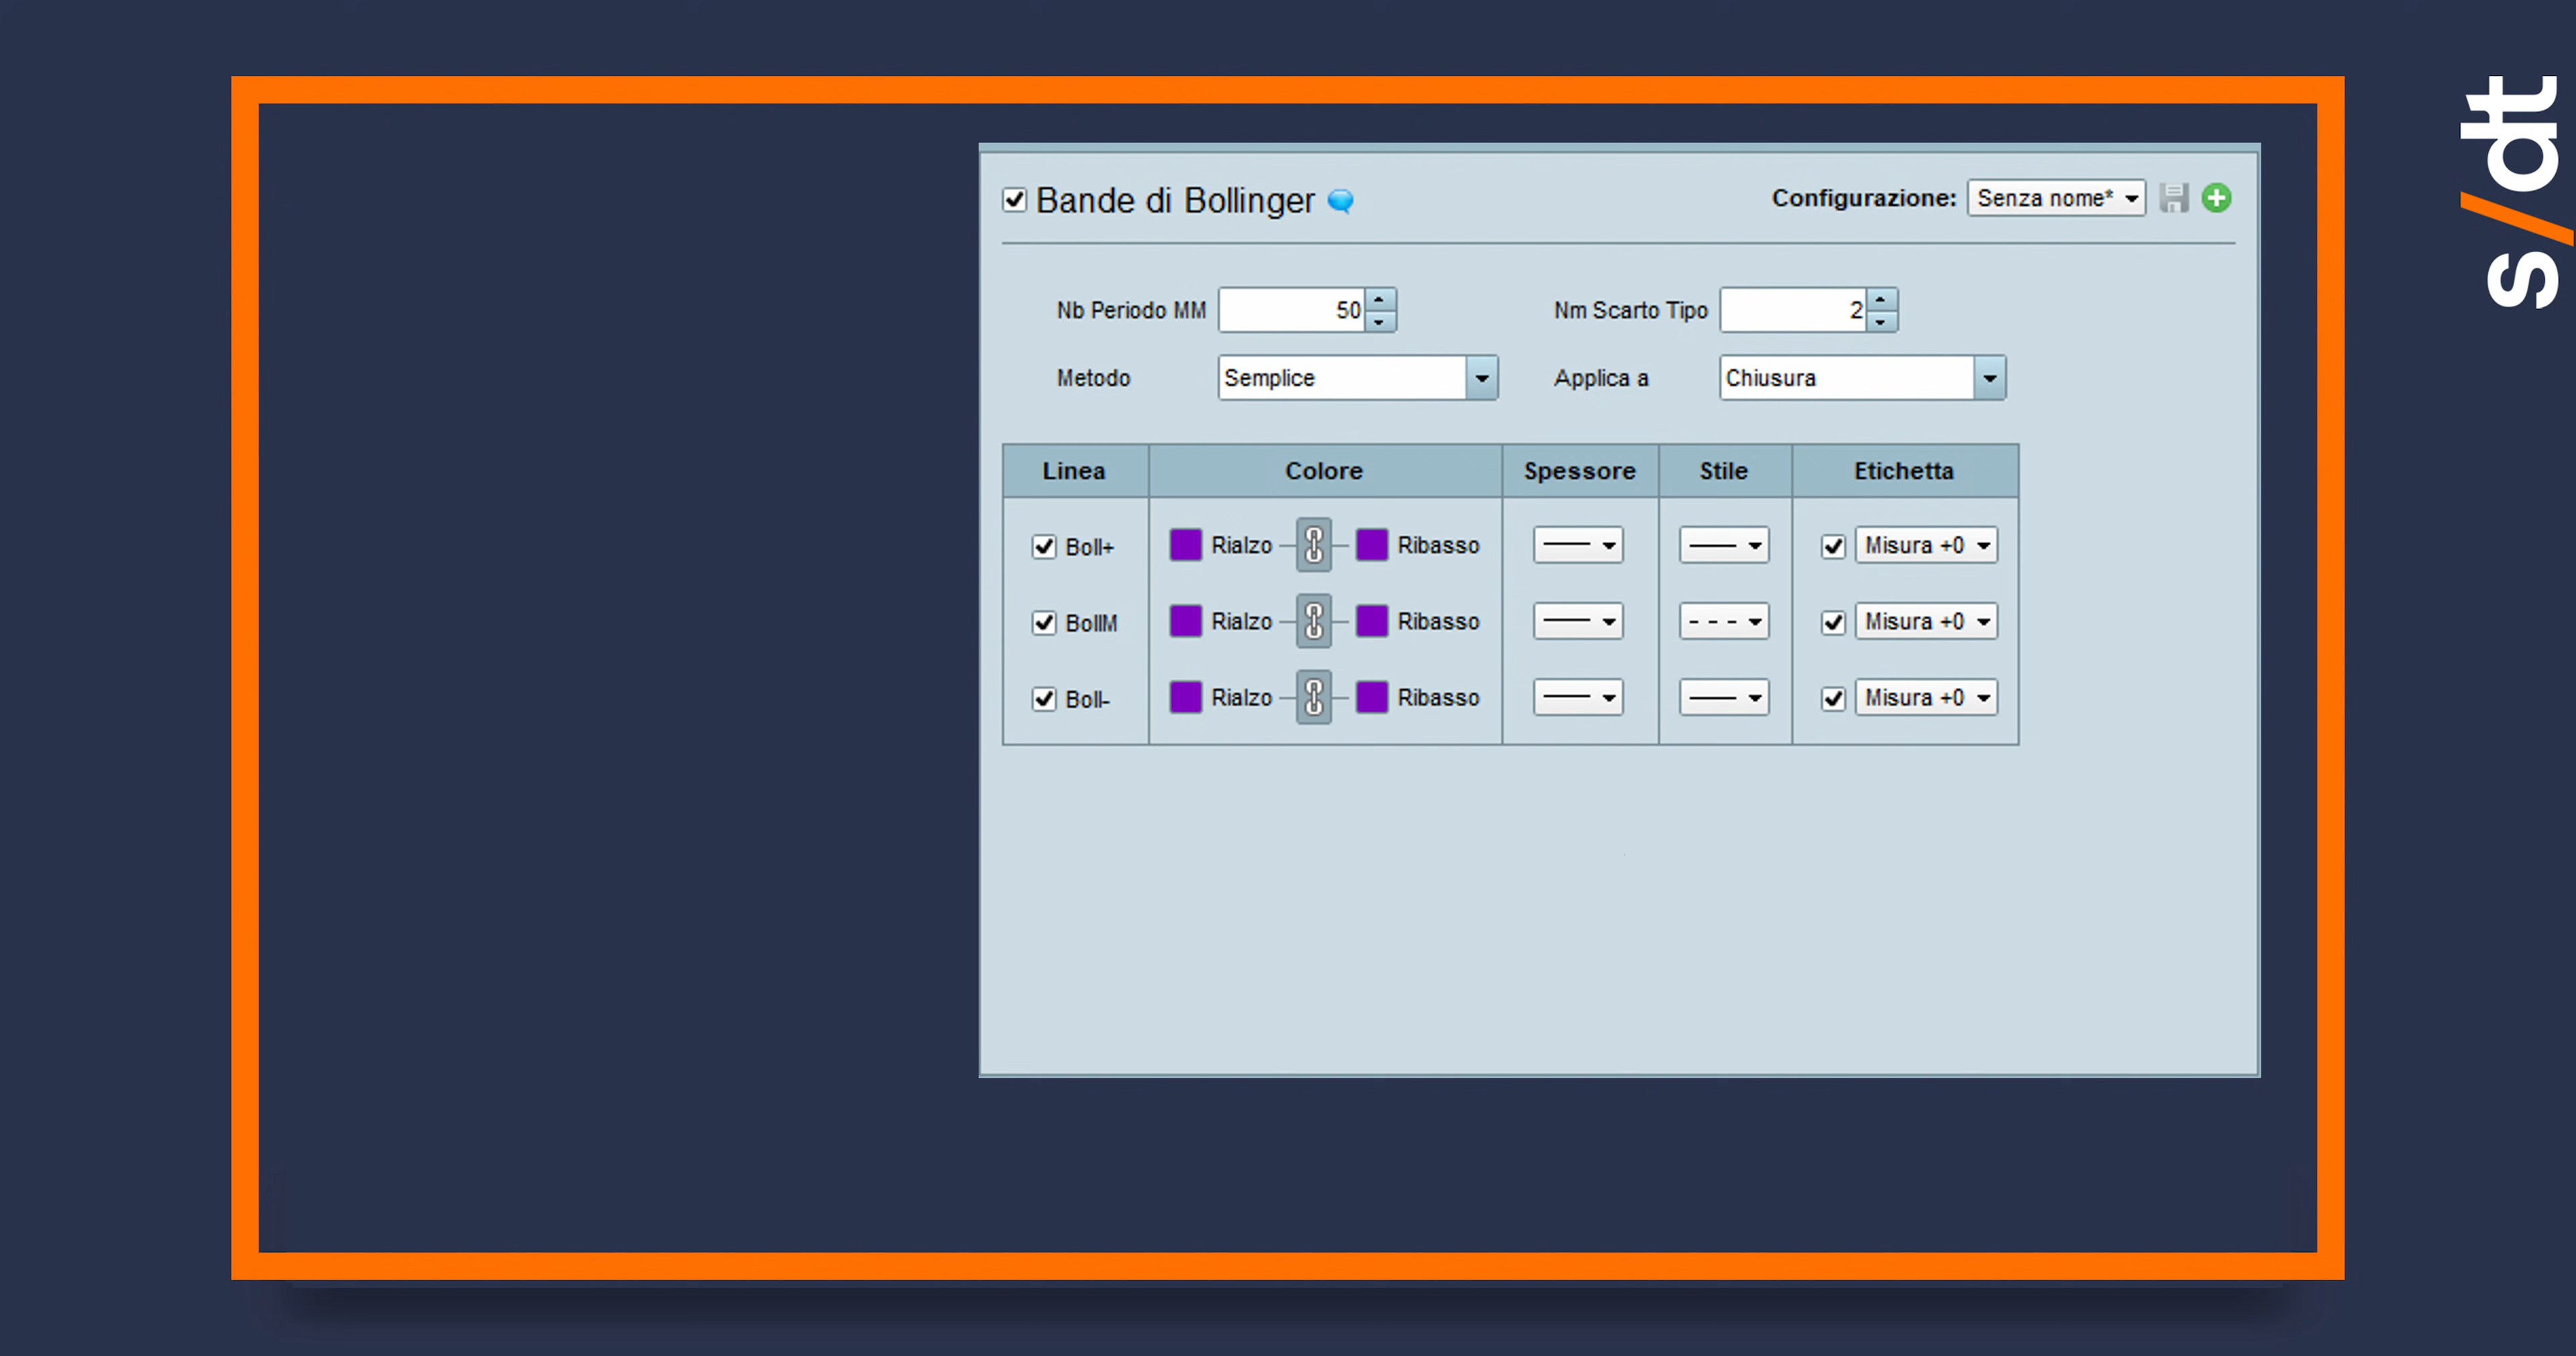 Bande di Bollinger
Configurazione: Senza nome*
Nb Periodo MM 50 Nm Scarto Tipo 2
Metodo Semplice Applica a Chiusura
Linea Colore Spessore Stile Etichetta
Boll+ Rialzo Ribasso Misura +0
BollM Rialzo Ribasso Misura +0
Boll- Rialzo Ribasso Misura +0
s/dt